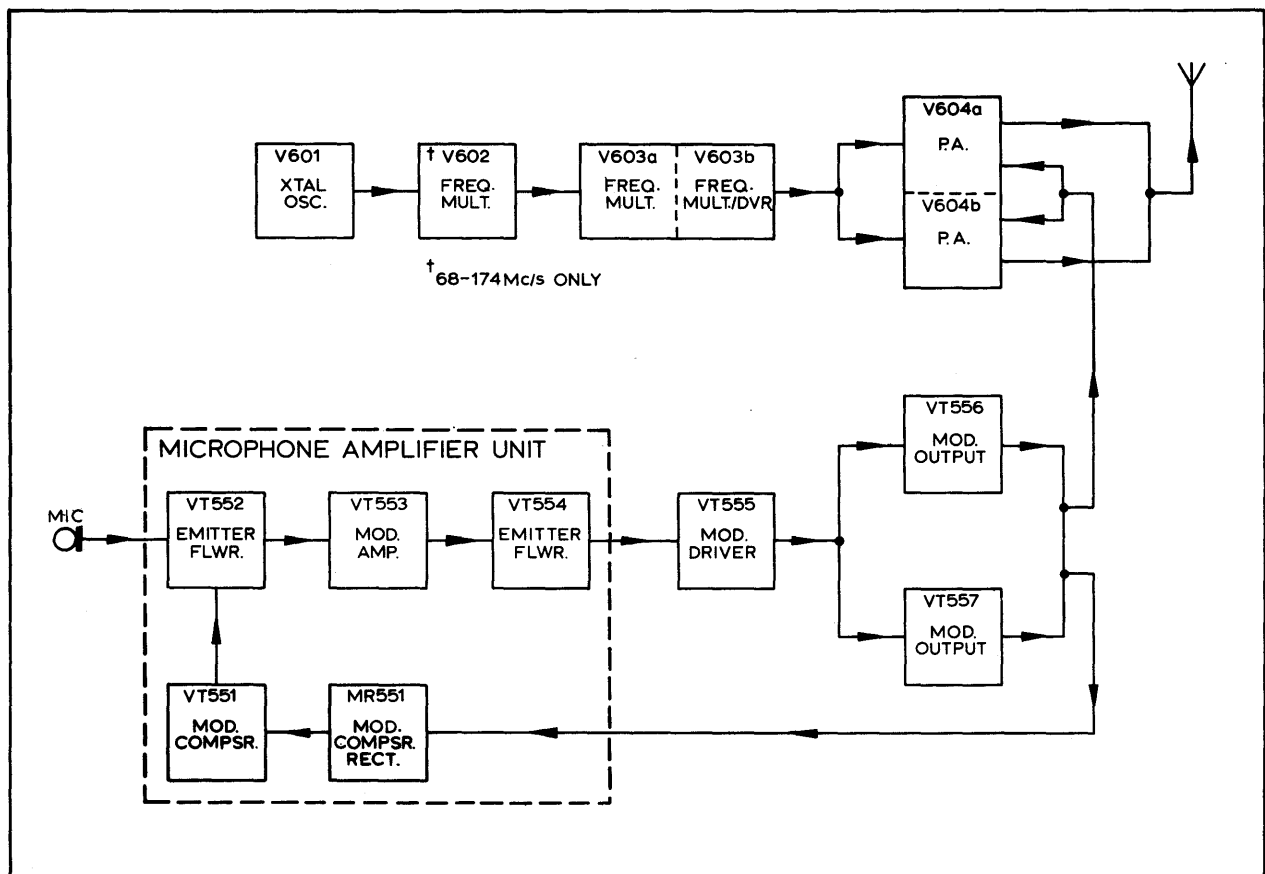 V601
XTAL
OSC.
† V602
FREQ.
MULT.
V603a
FREQ.
MULT.
V603b
FREQ.
MULT./DVR
V604a
P.A.
V604b
P.A.
†68-174Mc/s ONLY
MICROPHONE AMPLIFIER UNIT
MIC
VT552
EMITTER
FLWR.
VT553
MOD.
AMP.
VT554
EMITTER
FLWR.
VT555
MOD.
DRIVER
VT556
MOD.
OUTPUT
VT557
MOD.
OUTPUT
VT551
MOD.
COMPSR.
MR551
MOD.
COMPSR.
RECT.